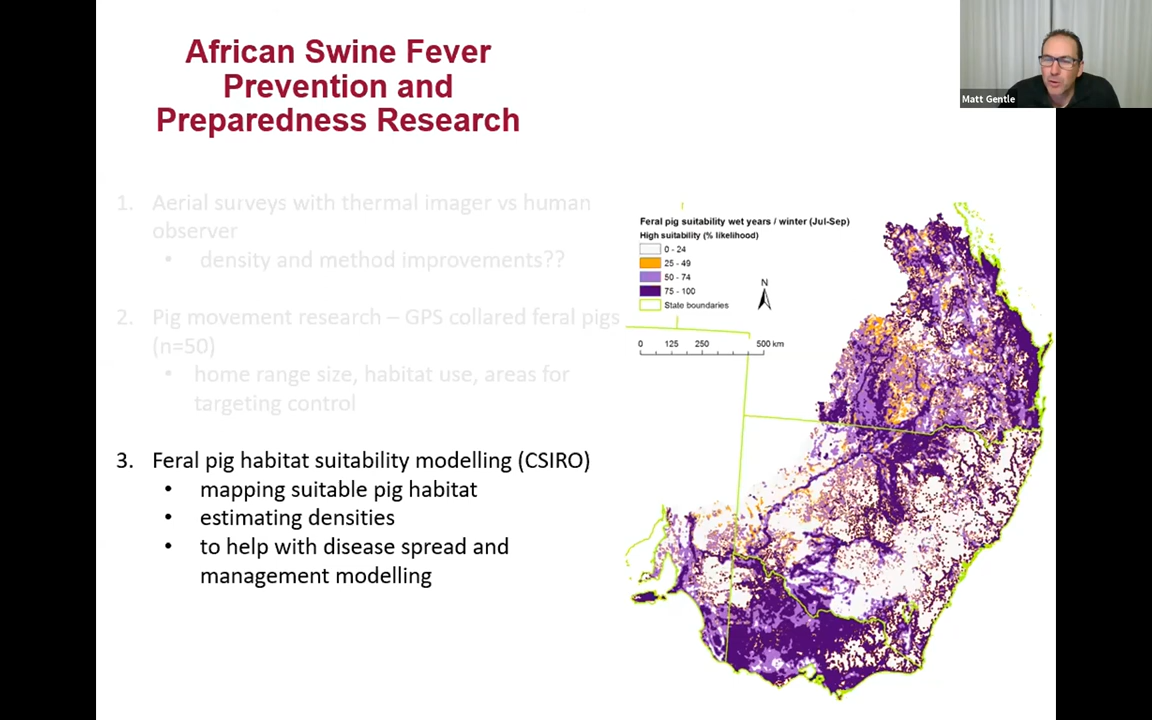 African Swine Fever
Prevention and
Preparedness Research
Matt Gentle
1. Aerial surveys with thermal imager vs human
observer
• density and method improvements??
2. Pig movement research – GPS collared feral pigs
(n=50)
• home range size, habitat use, areas for
targeting control
3. Feral pig habitat suitability modelling (CSIRO)
• mapping suitable pig habitat
• estimating densities
• to help with disease spread and
management modelling
Feral pig suitability wet years / winter (Jul-Sep)
High suitability (% likelihood)
0 - 24
25 - 49
50 - 74
75 - 100
State boundaries
N
0 125 250 500 km